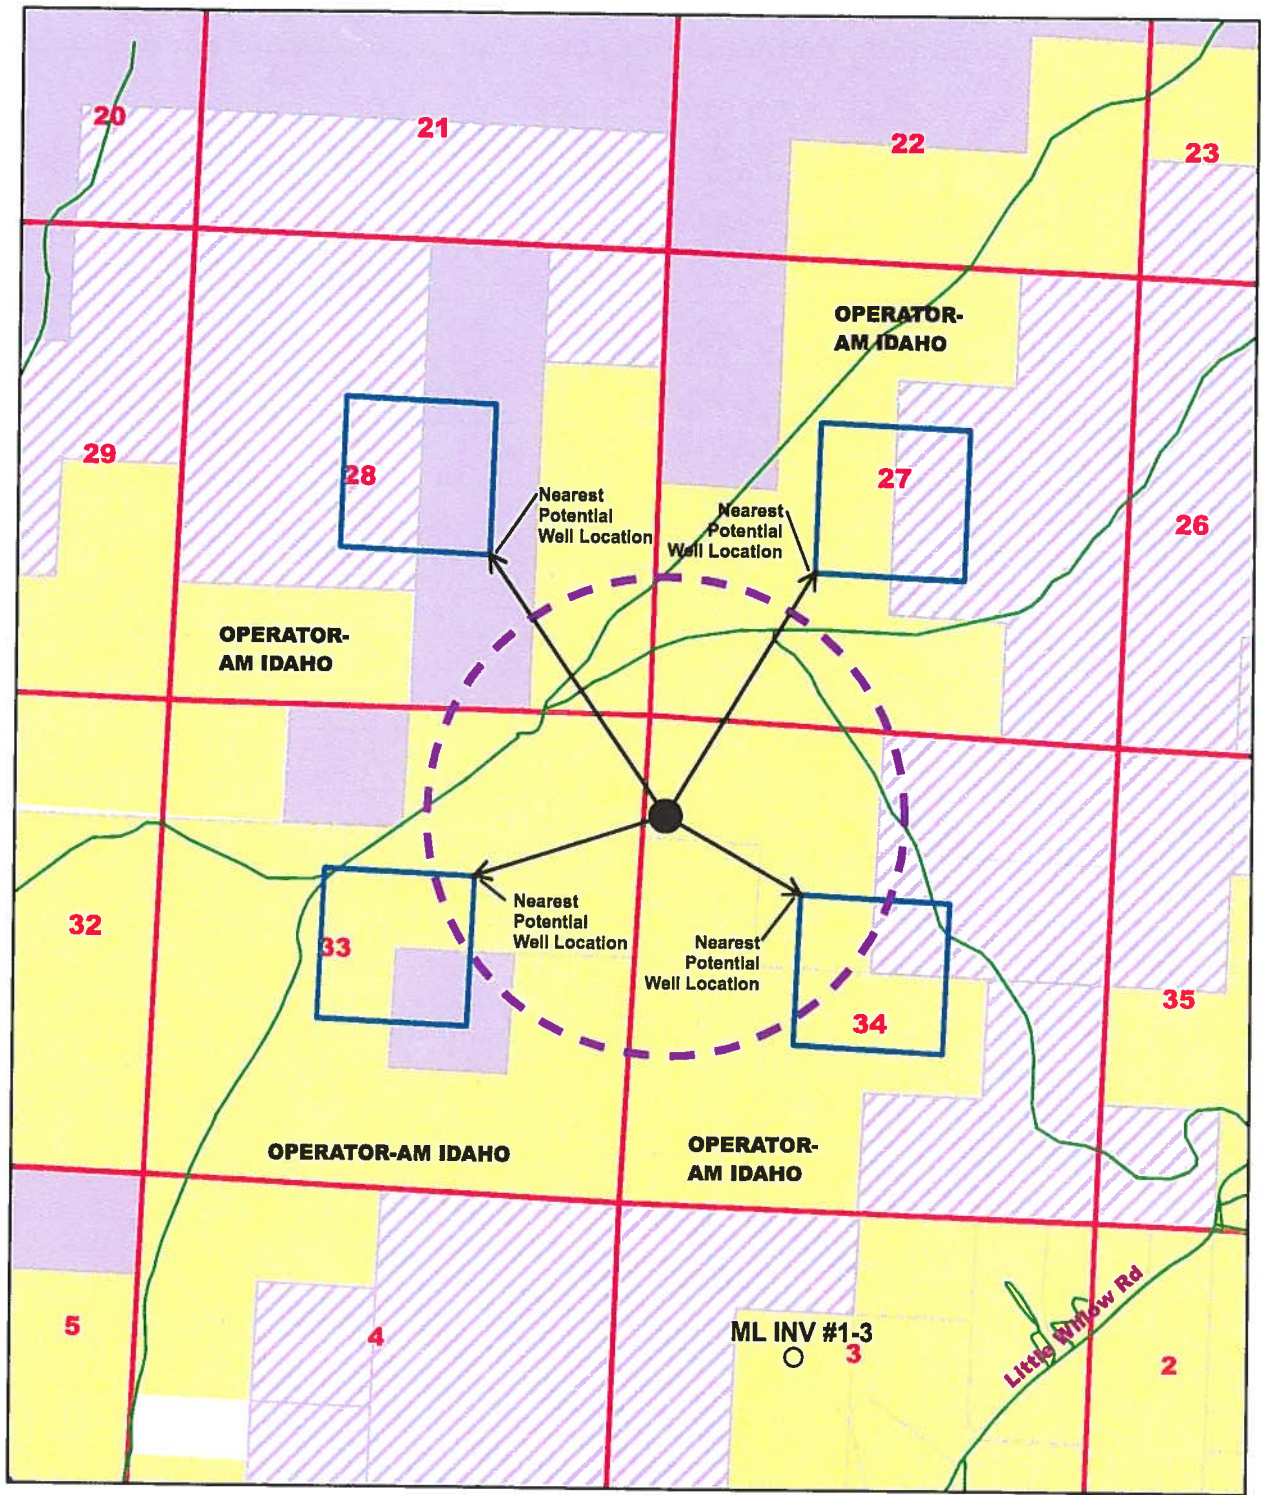 20
21
22
23
OPERATOR-
AM IDAHO
29
28
27
26
Nearest
Potential
Well Location
Nearest
Potential
Well Location
OPERATOR-
AM IDAHO
32
33
Nearest
Potential
Well Location
Nearest
Potential
Well Location
34
35
OPERATOR-AM IDAHO
OPERATOR-
AM IDAHO
5
4
ML INV #1-3
3
Little Willow Rd
2